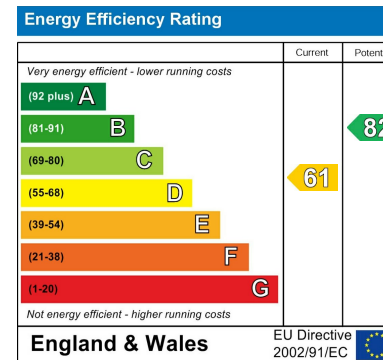 Energy Efficiency Rating
Current Potent
Very energy efficient - lower running costs
(92 plus) A
(81-91) B
82
(69-80) C
61
(55-68) D
(39-54) E
(21-38) F
(1-20) G
Not energy efficient - higher running costs
England & Wales
EU Directive
2002/91/EC